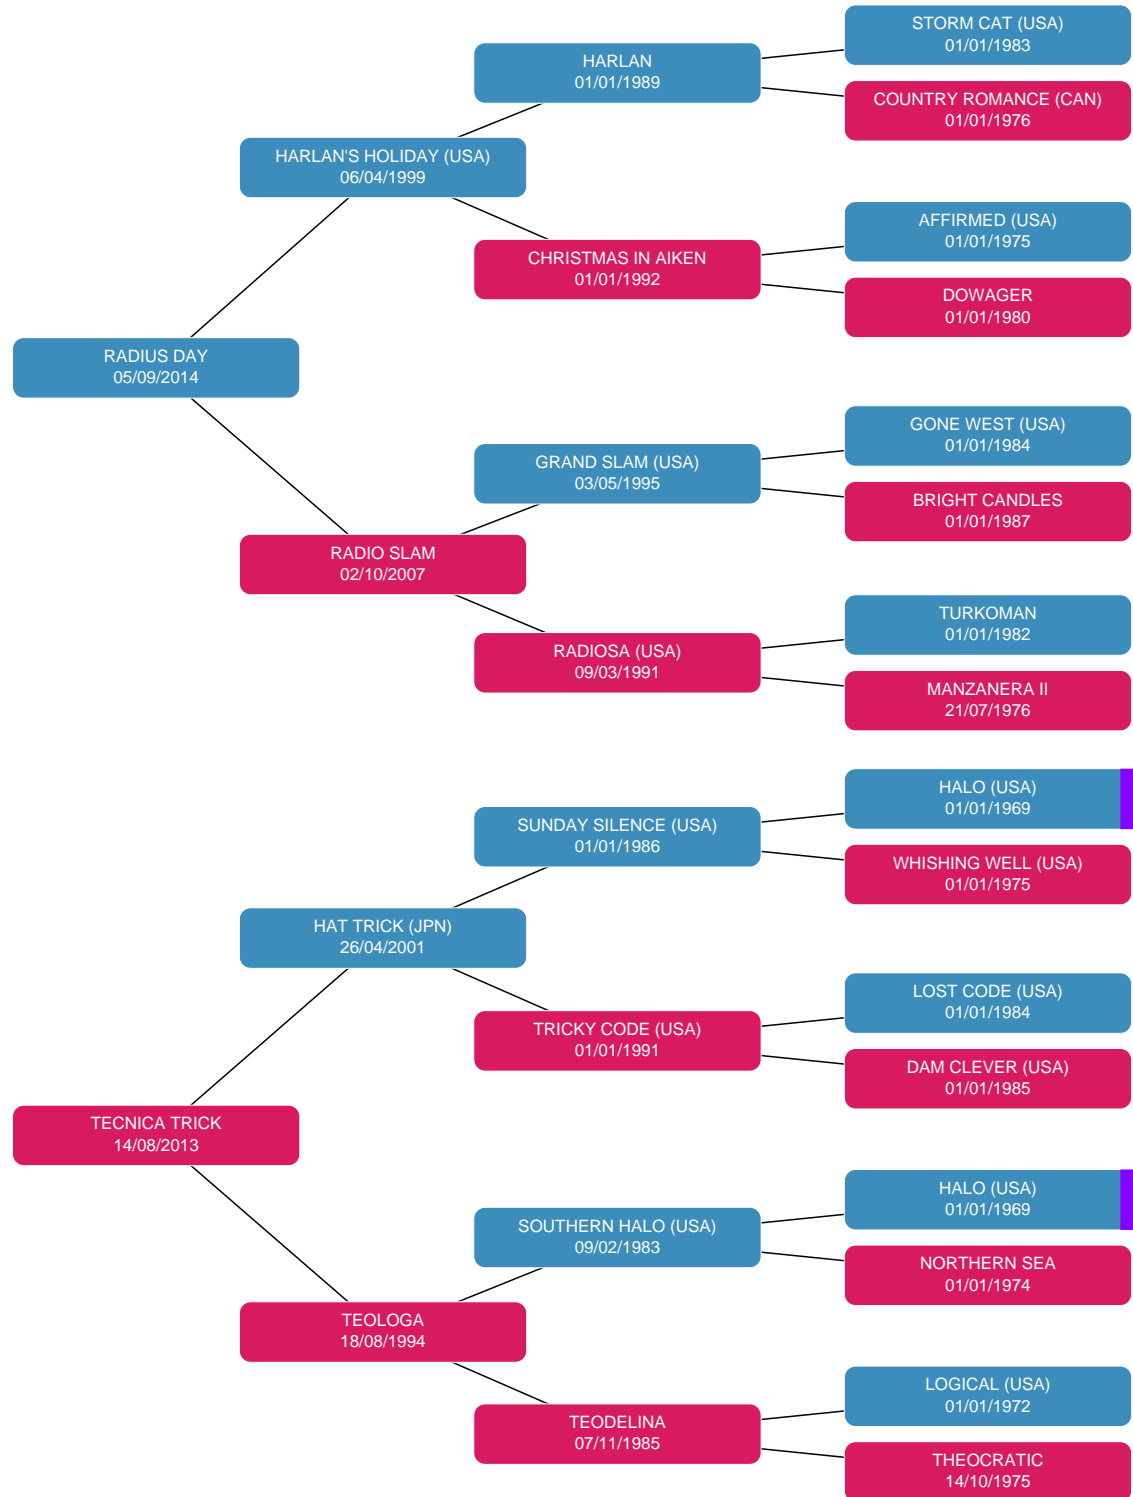 STORM CAT (USA)
01/01/1983
HARLAN
01/01/1989
COUNTRY ROMANCE (CAN)
01/01/1976
HARLAN'S HOLIDAY (USA)
06/04/1999
AFFIRMED (USA)
01/01/1975
CHRISTMAS IN AIKEN
01/01/1992
DOWAGER
01/01/1980
RADIUS DAY
05/09/2014
GONE WEST (USA)
01/01/1984
GRAND SLAM (USA)
03/05/1995
BRIGHT CANDLES
01/01/1987
RADIO SLAM
02/10/2007
TURKOMAN
01/01/1982
RADIOSA (USA)
09/03/1991
MANZANERA II
21/07/1976
HALO (USA)
01/01/1969
SUNDAY SILENCE (USA)
01/01/1986
WHISHING WELL (USA)
01/01/1975
HAT TRICK (JPN)
26/04/2001
LOST CODE (USA)
01/01/1984
TRICKY CODE (USA)
01/01/1991
DAM CLEVER (USA)
01/01/1985
TECNICA TRICK
14/08/2013
HALO (USA)
01/01/1969
SOUTHERN HALO (USA)
09/02/1983
NORTHERN SEA
01/01/1974
TEOLOGA
18/08/1994
LOGICAL (USA)
01/01/1972
TEODELINA
07/11/1985
THEOCRATIC
14/10/1975